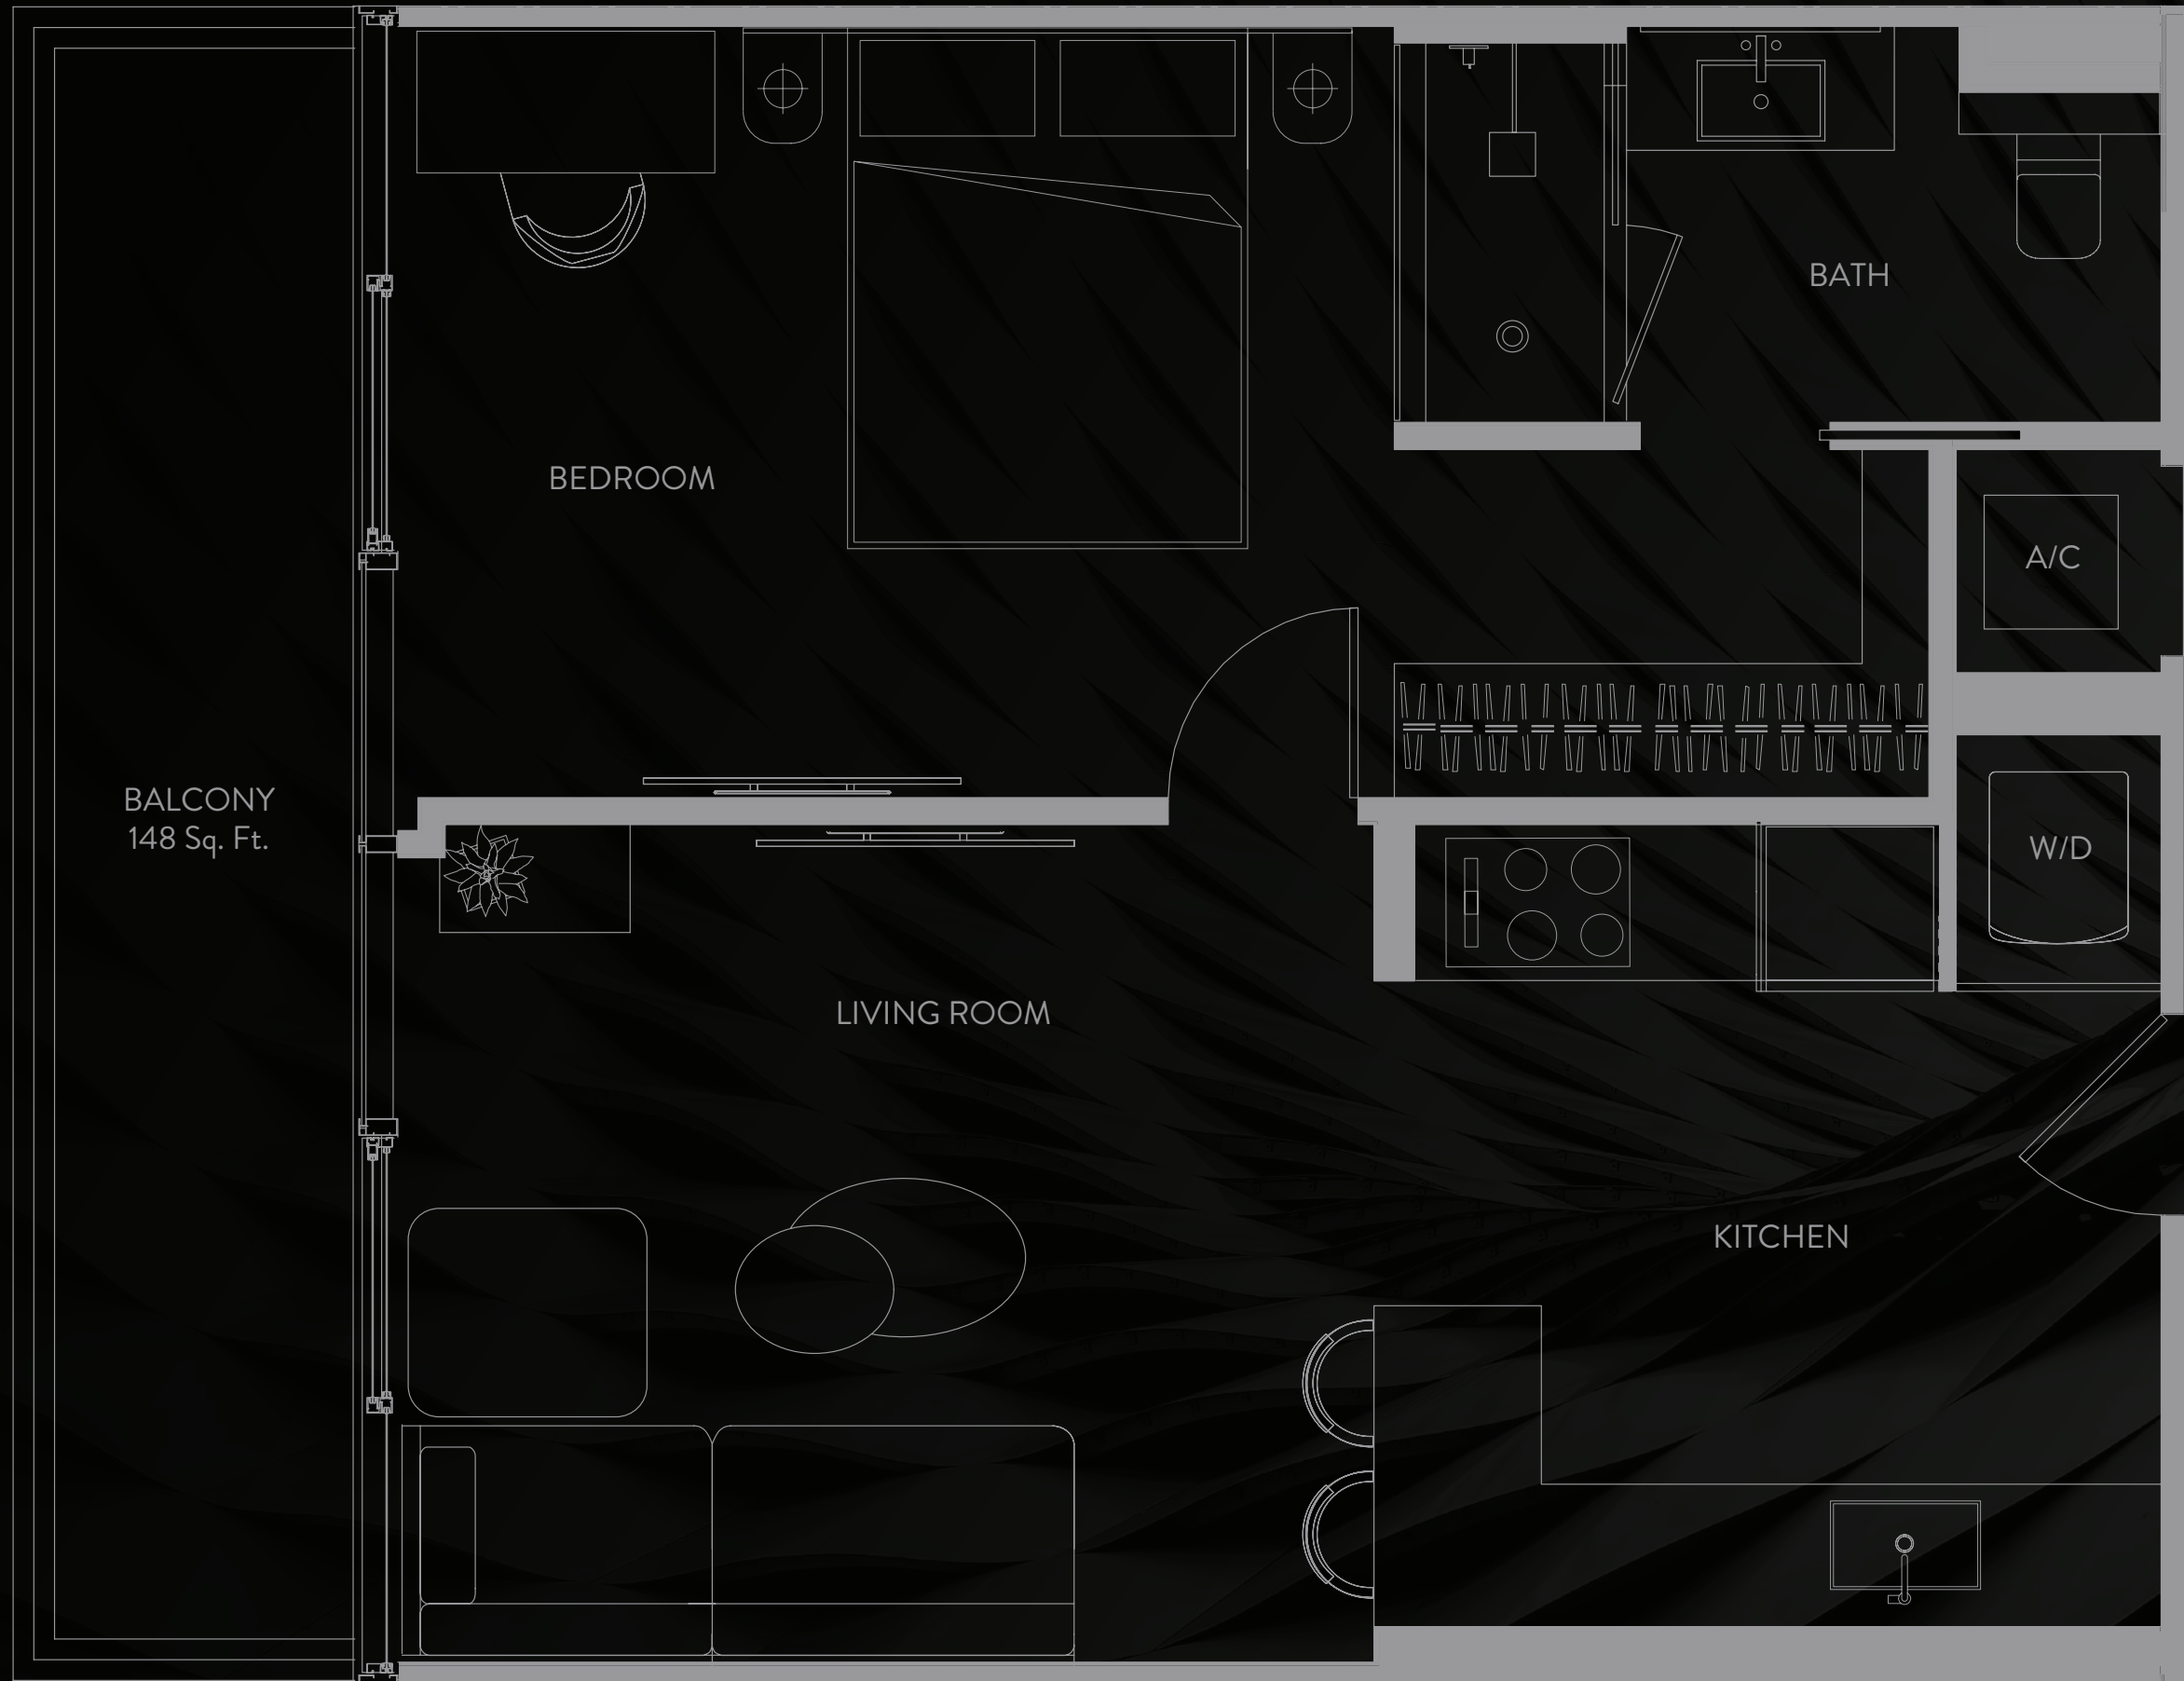 BATH
BEDROOM
A/C
BALCONY
148 Sq. Ft.
W/D
LIVING ROOM
KITCHEN